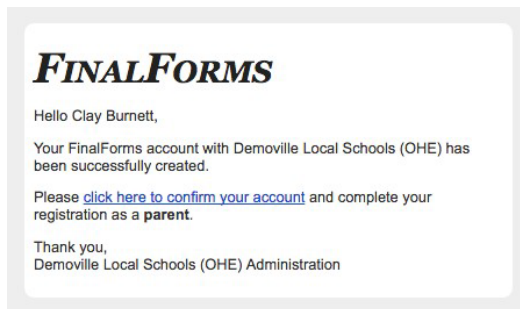 FINALFORMS
Hello Clay Burnett,
Your FinalForms account with Demoville Local Schools (OHE) has
been successfully created.
Please click here to confirm your account and complete your
registration as a parent.
Thank you,
Demoville Local Schools (OHE) Administration